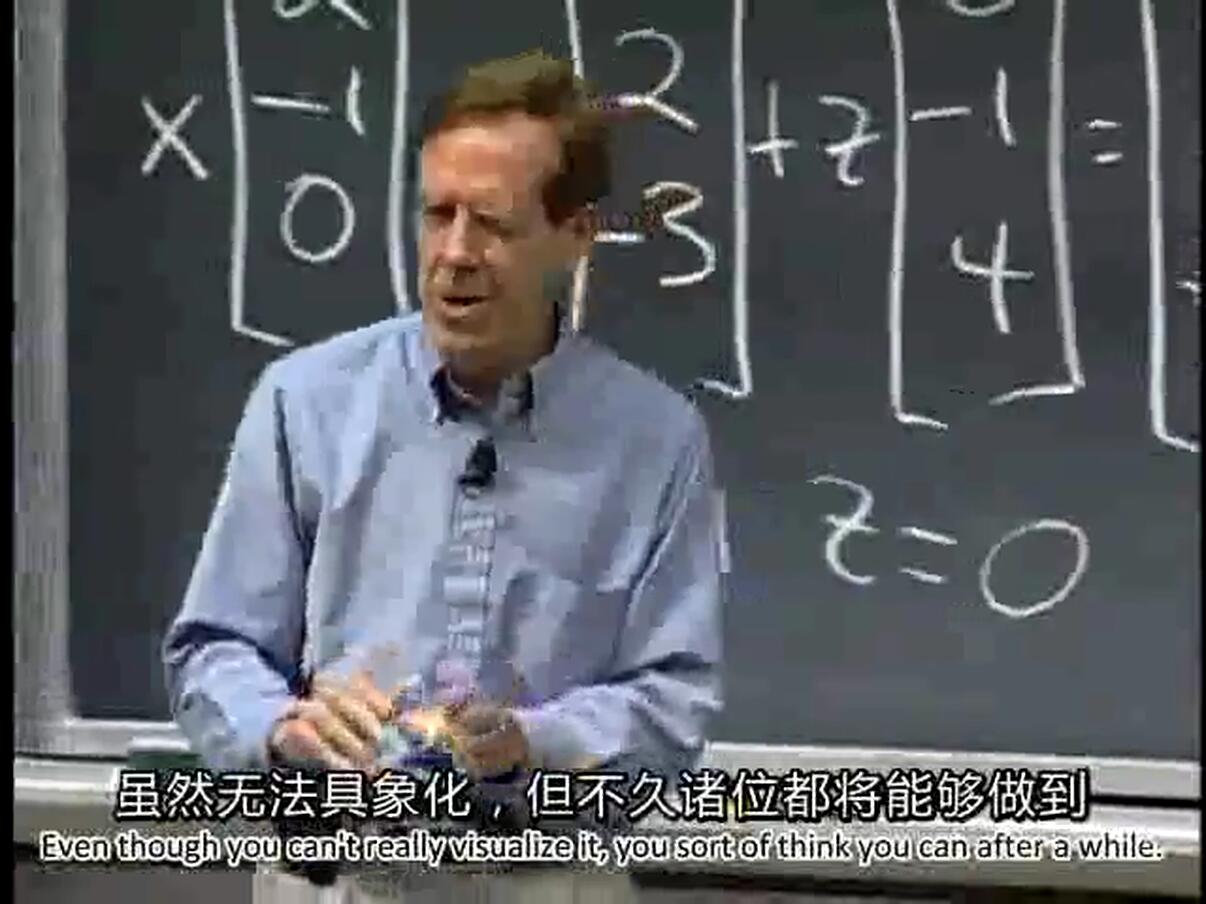 x [ 2 -1 0 ] [ 2 -3 ] + z [ -1 4 ] = [
z = 0
虽然无法具象化，但不久诸位都将能够做到
Even though you can't really visualize it, you sort of think you can after a while.